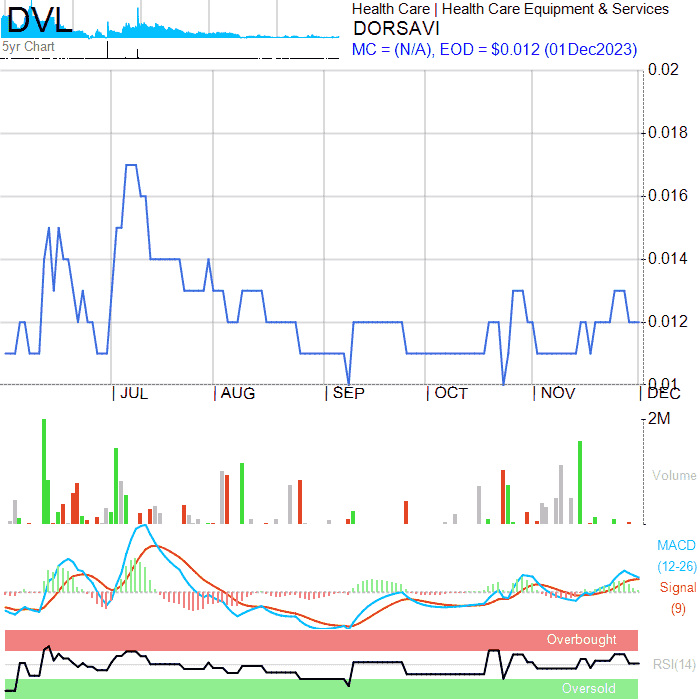 DVL
5yr Chart
Health Care | Health Care Equipment & Services
DORSAVI
MC = (N/A), EOD = $0.012 (01Dec2023)
0.02
0.018
0.016
0.014
0.012
0.01
JUL AUG SEP OCT NOV DEC
2M
Volume
MACD
(12-26)
Signal
(9)
Overbought
RSI(14)
Oversold